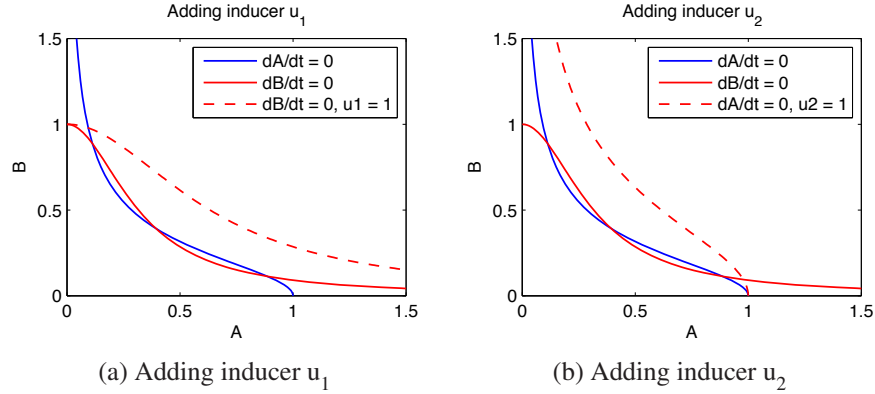 Adding inducer u1
1.5
dA/dt = 0
dB/dt = 0
dB/dt = 0, u1 = 1
1
B
0.5
0
0 0.5 1 1.5
A
(a) Adding inducer u1
Adding inducer u2
1.5
dA/dt = 0
dB/dt = 0
dA/dt = 0, u2 = 1
1
B
0.5
0
0 0.5 1 1.5
A
(b) Adding inducer u2